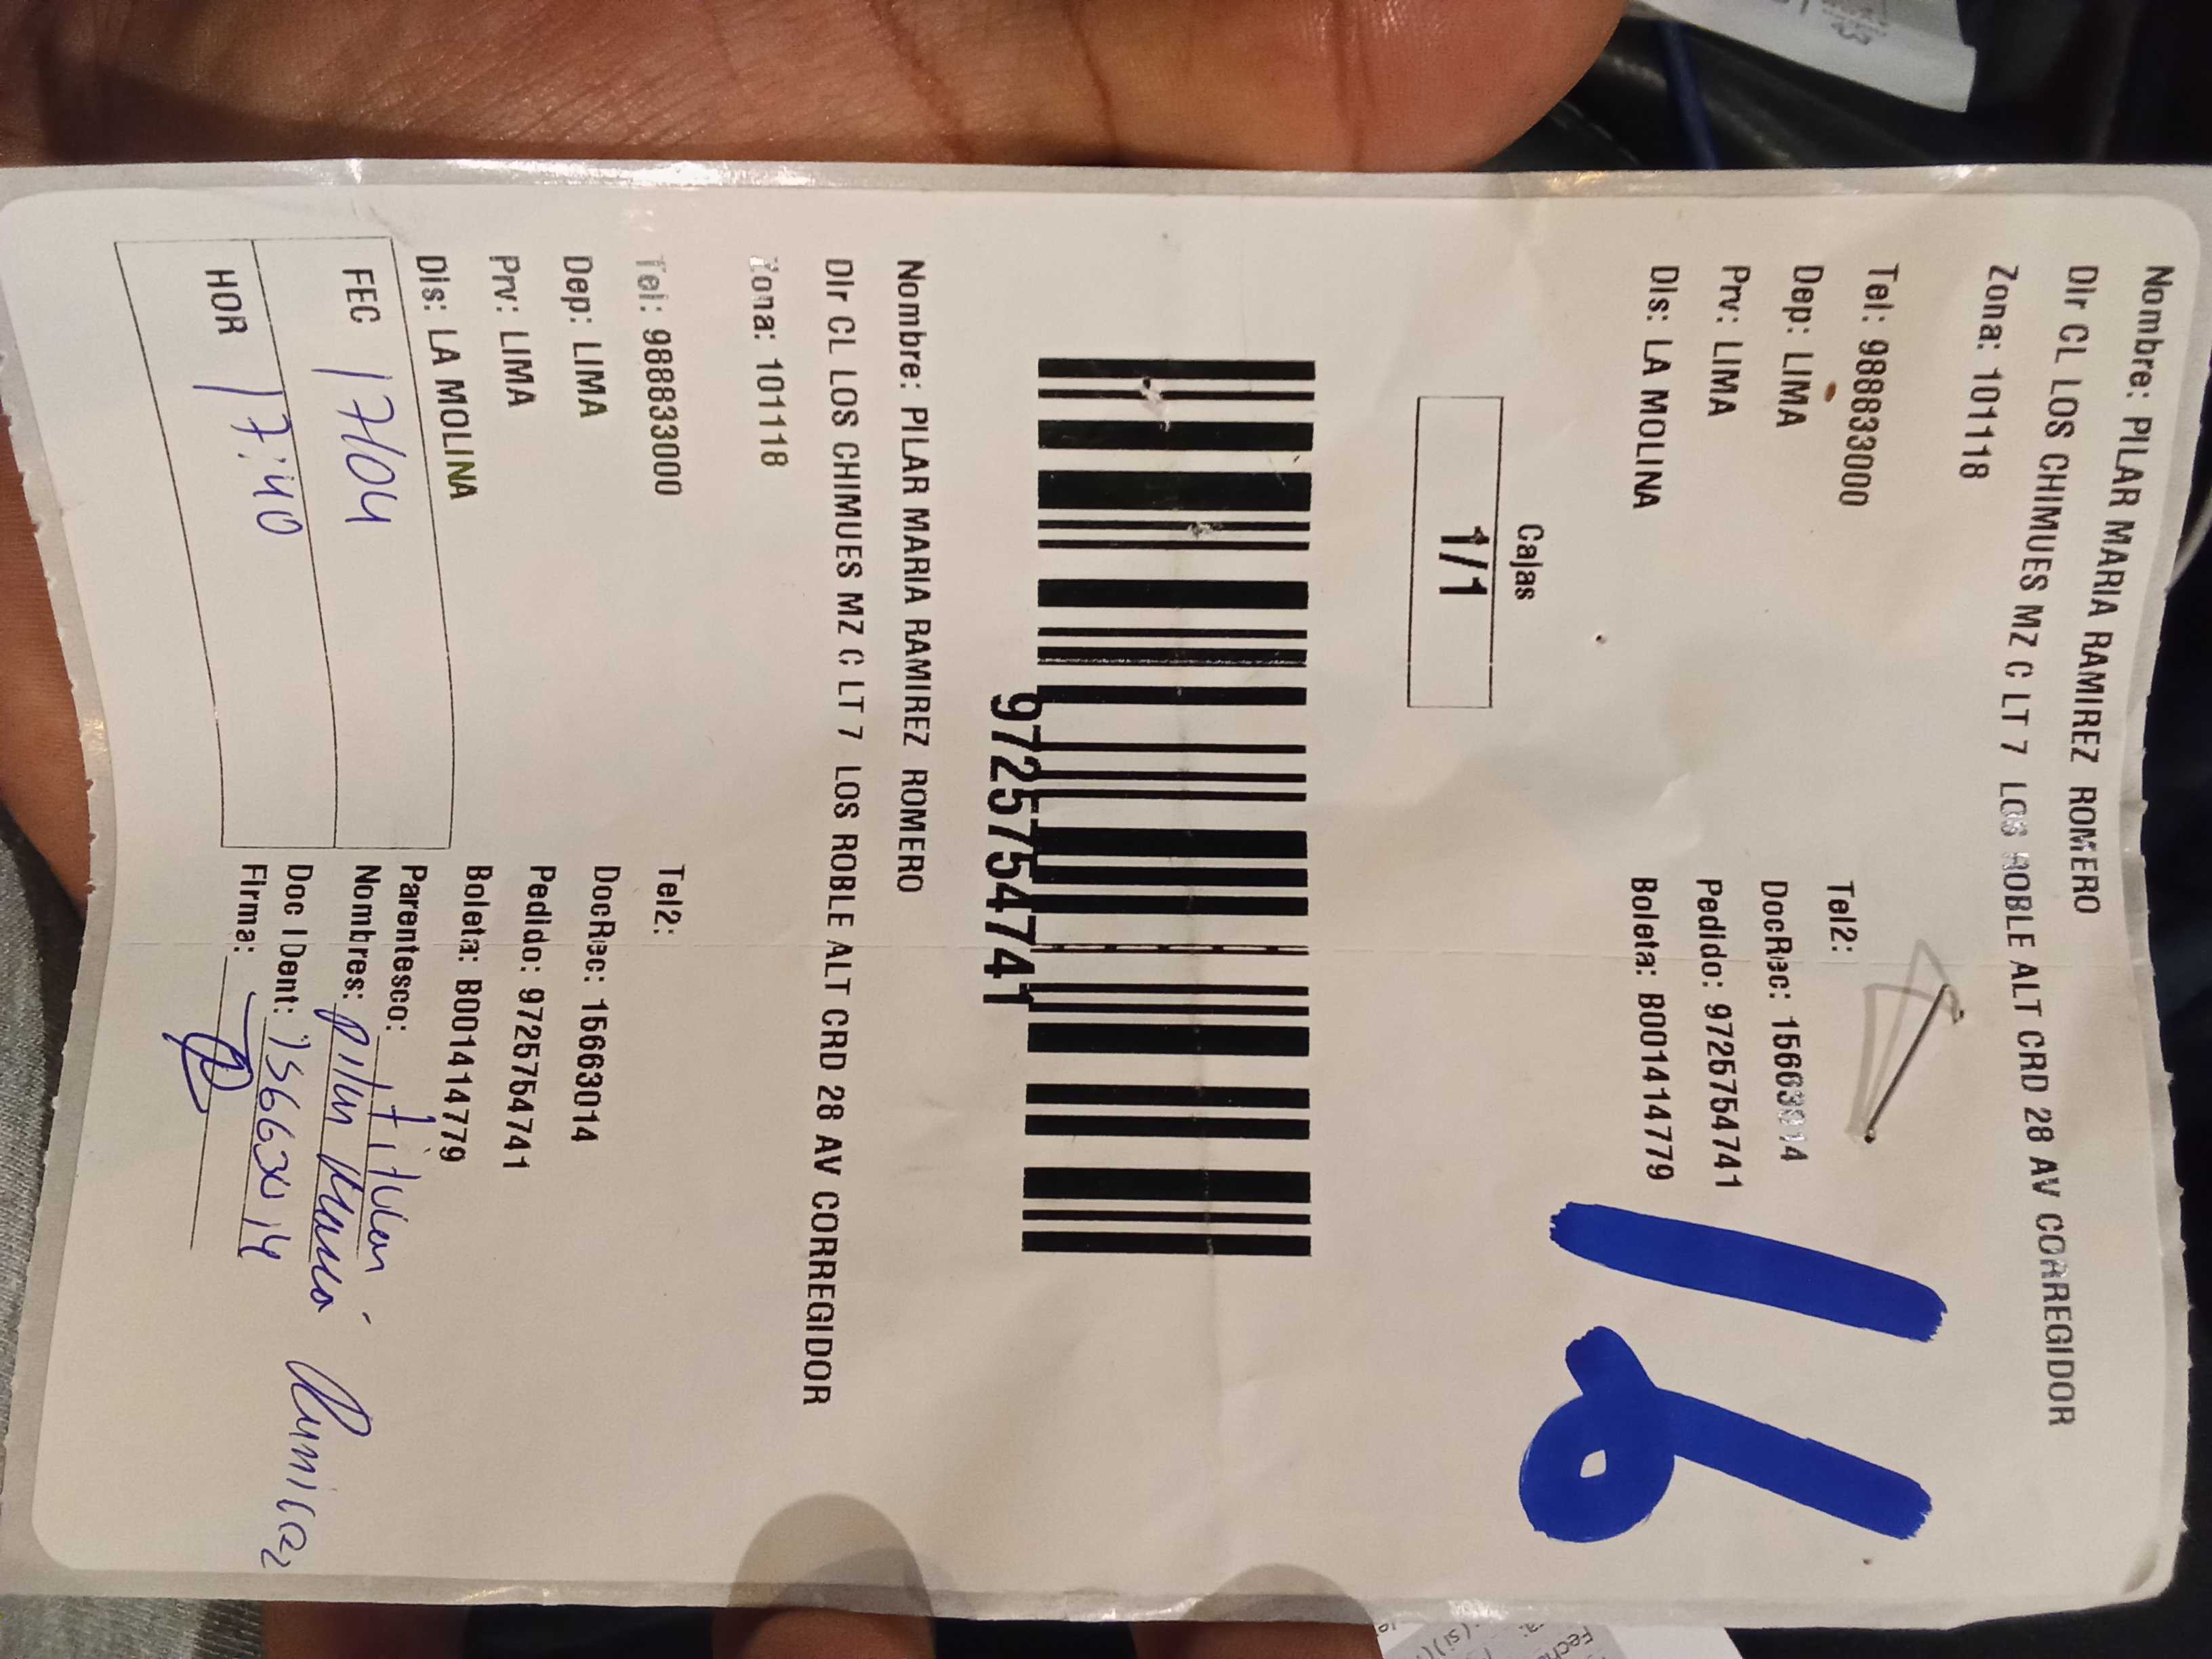 Nombre: PILAR MARIA RAMIREZ ROMERO
Dir CL LOS CHIMUES MZ C LT 7 LOS ROBLE ALT CRD 28 AV CORREGIDOR
Zona: 101118
Tel: 988833000 Tel2:
Dep: LIMA DocRec: 15663014
Prv: LIMA Pedido: 9725754741
Dis: LA MOLINA Boleta: B001414779
19
Cajas
1/1
9725754741
Nombre: PILAR MARIA RAMIREZ ROMERO
Dir CL LOS CHIMUES MZ C LT 7 LOS ROBLE ALT CRD 28 AV CORREGIDOR
Zona: 101118
Tel: 988833000 Tel2:
Dep: LIMA DocRec: 15663014
Prv: LIMA Pedido: 9725754741
Dis: LA MOLINA Boleta: B001414779
FEC 17/04
HOR 17:40
Parentesco: titular
Nombres: pilar María Ramirez
Doc IDent: 15663014
Firma: